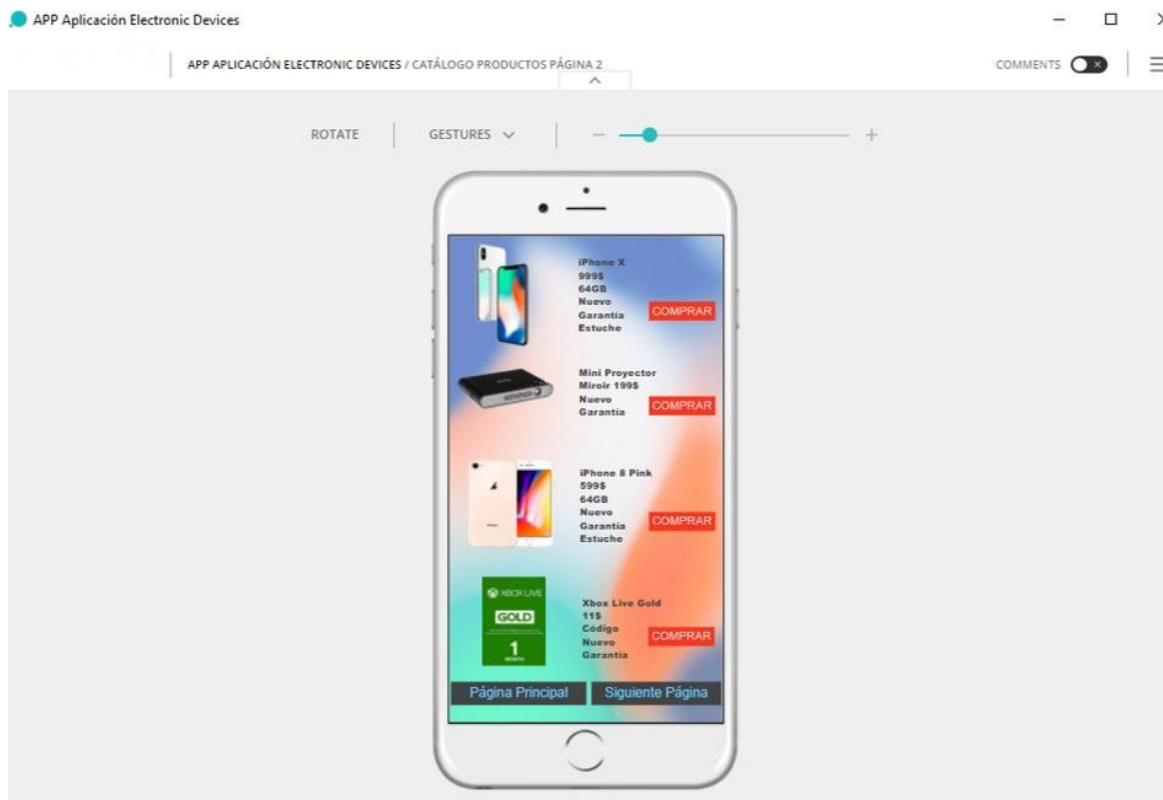 APP Aplicación Electronic Devices
APP APLICACIÓN ELECTRONIC DEVICES / CATÁLOGO PRODUCTOS PÁGINA 2
COMMENTS
ROTATE
GESTURES
iPhone X
999$
64GB
Nuevo
Garantía
Estuche
COMPRAR
Mini Proyector
Miroir 199$
Nuevo
Garantía
COMPRAR
iPhone 8 Pink
599$
64GB
Nuevo
Garantía
Estuche
COMPRAR
XBOX LIVE
GOLD
1
MONTH
Xbox Live Gold
11$
Código
Nuevo
Garantía
COMPRAR
Página Principal
Siguiente Página